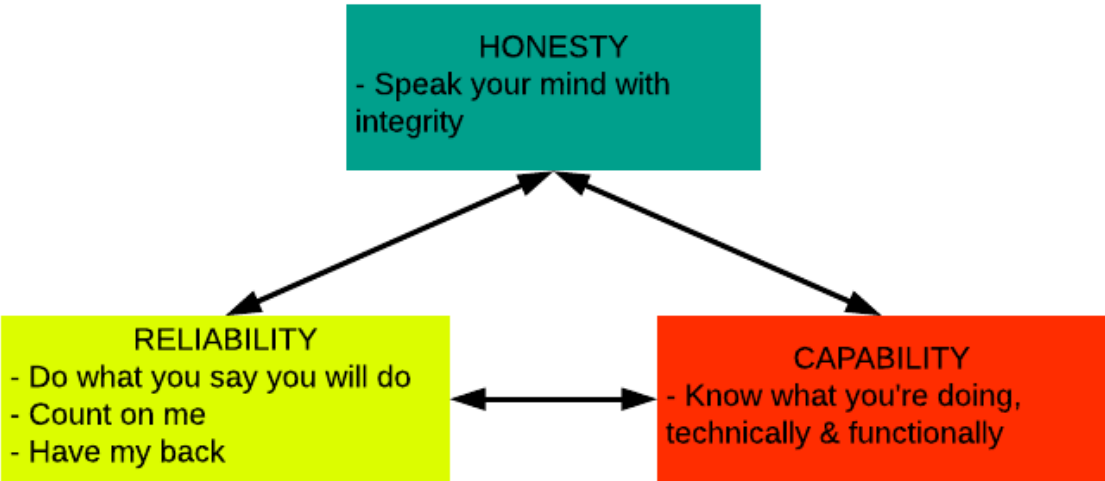 HONESTY
- Speak your mind with
integrity
RELIABILITY
- Do what you say you will do
- Count on me
- Have my back
CAPABILITY
- Know what you're doing,
technically & functionally